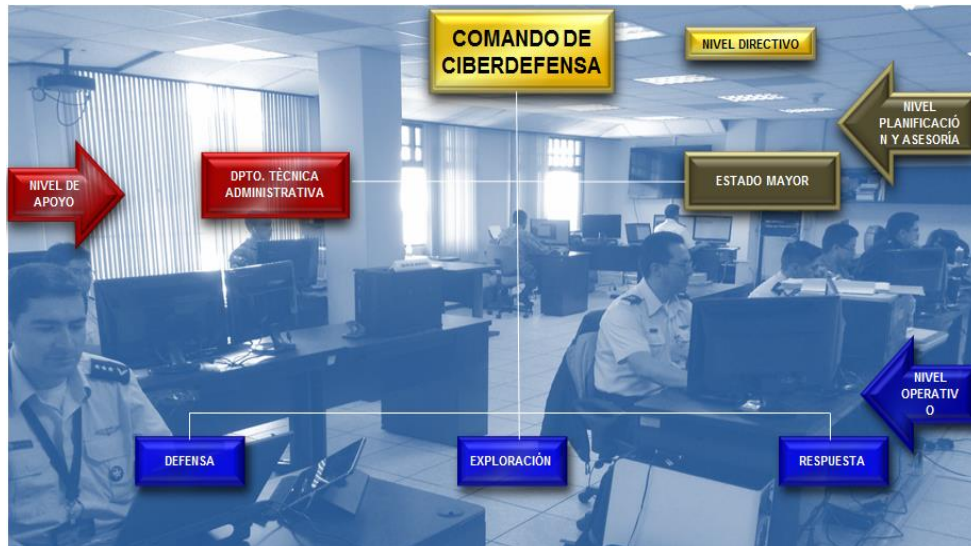 COMANDO DE
CIBERDEFENSA
NIVEL DIRECTIVO
NIVEL
PLANIFICACIÓ
N Y ASESORÍA
NIVEL DE
APOYO
DPTO. TÈCNICA
ADMINISTRATIVA
ESTADO MAYOR
NIVEL
OPERATIV
O
DEFENSA
EXPLORACIÓN
RESPUESTA